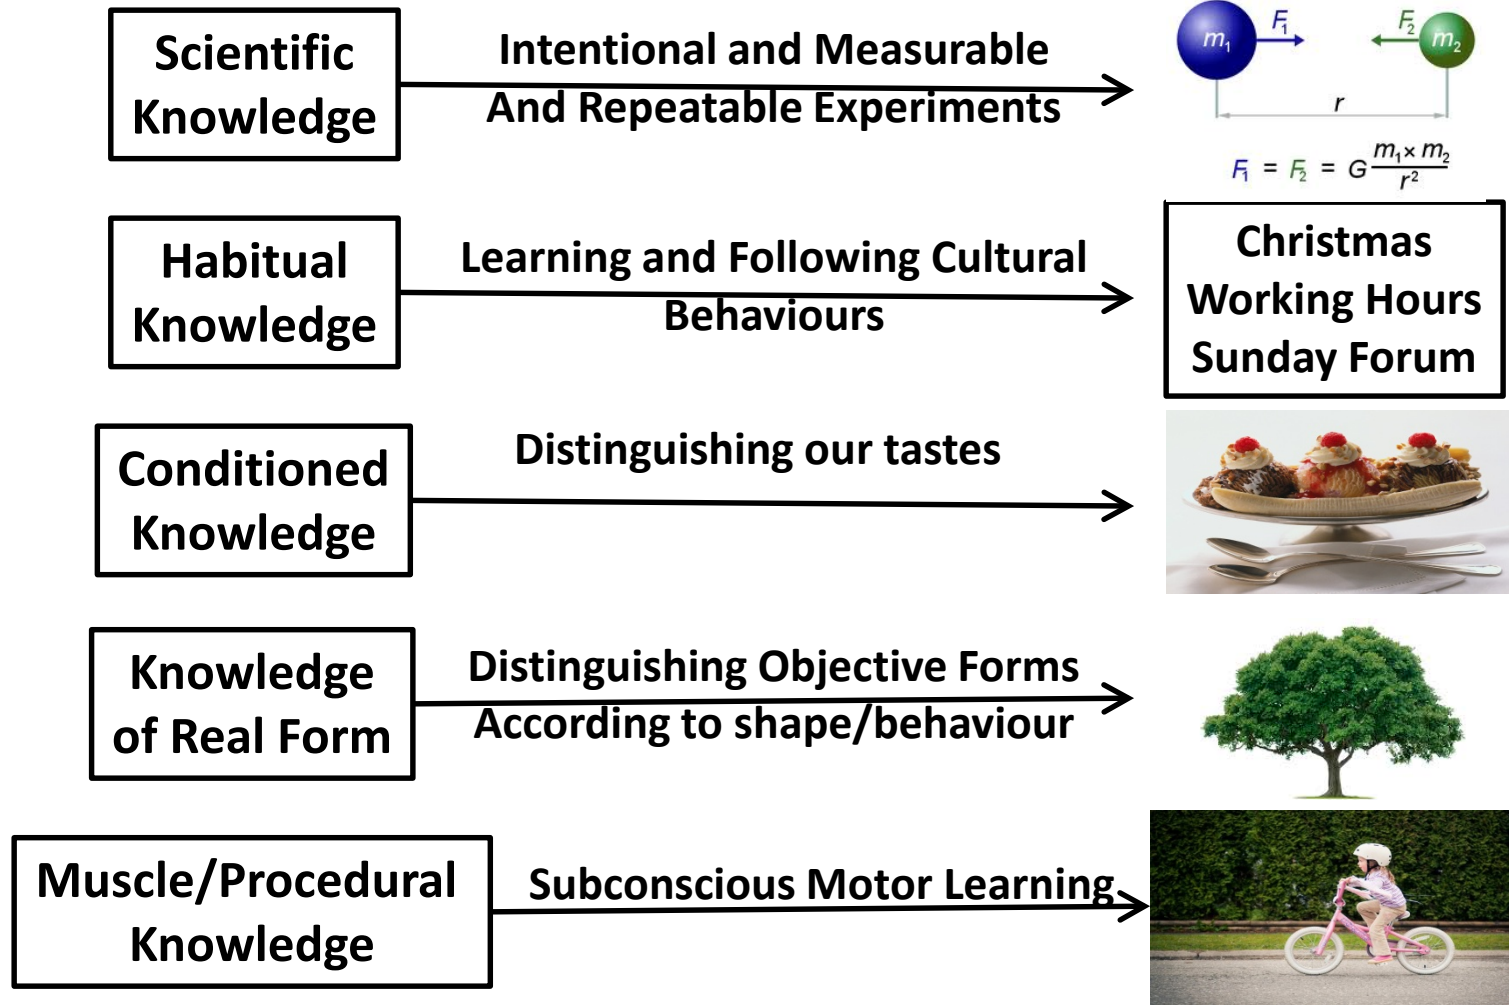 Scientific
Knowledge
Intentional and Measurable
And Repeatable Experiments
m₁
F₁
F₂
m₂
r
F₁ = F₂ = G m₁ × m₂ / r²
Habitual
Knowledge
Learning and Following Cultural
Behaviours
Christmas
Working Hours
Sunday Forum
Conditioned
Knowledge
Distinguishing our tastes
Knowledge
of Real Form
Distinguishing Objective Forms
According to shape/behaviour
Muscle/Procedural
Knowledge
Subconscious Motor Learning